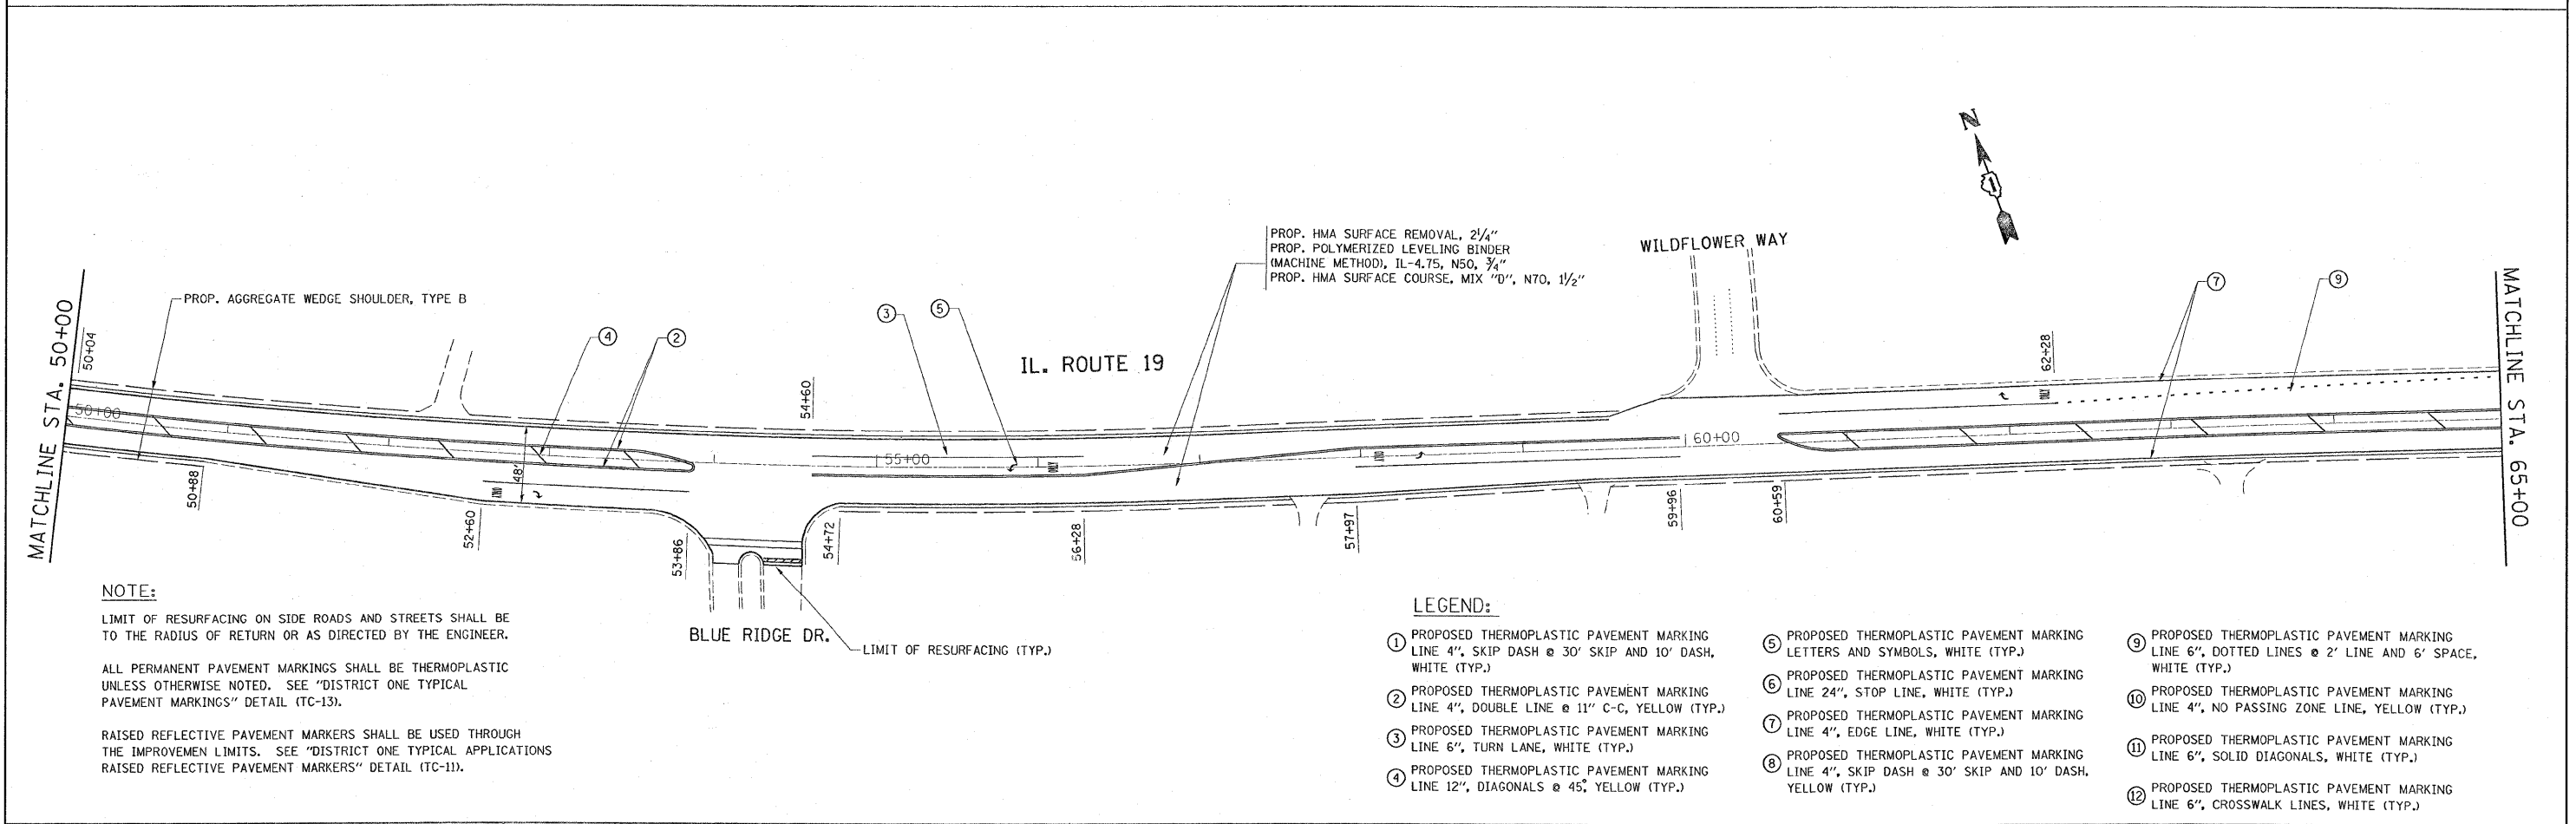 N
PROP. HMA SURFACE REMOVAL, 2 1/4"
PROP. POLYMERIZED LEVELING BINDER
(MACHINE METHOD), IL-4.75, N50, 3/4"
PROP. HMA SURFACE COURSE, MIX "D", N70, 1 1/2"
WILDFLOWER WAY
PROP. AGGREGATE WEDGE SHOULDER, TYPE B
7
9
3
5
4
2
IL. ROUTE 19
MATCHLINE STA. 50+00
50+04
54+60
62+28
MATCHLINE STA. 65+00
50+00
55+00
60+00
48'
ONLY
ONLY
ONLY
ONLY
50+88
52+60
53+86
54+72
56+28
57+97
59+96
60+59
BLUE RIDGE DR.
LIMIT OF RESURFACING (TYP.)
NOTE:
LIMIT OF RESURFACING ON SIDE ROADS AND STREETS SHALL BE
TO THE RADIUS OF RETURN OR AS DIRECTED BY THE ENGINEER.
ALL PERMANENT PAVEMENT MARKINGS SHALL BE THERMOPLASTIC
UNLESS OTHERWISE NOTED. SEE "DISTRICT ONE TYPICAL
PAVEMENT MARKINGS" DETAIL (TC-13).
RAISED REFLECTIVE PAVEMENT MARKERS SHALL BE USED THROUGH
THE IMPROVEMEN LIMITS. SEE "DISTRICT ONE TYPICAL APPLICATIONS
RAISED REFLECTIVE PAVEMENT MARKERS" DETAIL (TC-11).
LEGEND:
1 PROPOSED THERMOPLASTIC PAVEMENT MARKING
LINE 4", SKIP DASH @ 30' SKIP AND 10' DASH,
WHITE (TYP.)
2 PROPOSED THERMOPLASTIC PAVEMENT MARKING
LINE 4", DOUBLE LINE @ 11" C-C, YELLOW (TYP.)
3 PROPOSED THERMOPLASTIC PAVEMENT MARKING
LINE 6", TURN LANE, WHITE (TYP.)
4 PROPOSED THERMOPLASTIC PAVEMENT MARKING
LINE 12", DIAGONALS @ 45°, YELLOW (TYP.)
5 PROPOSED THERMOPLASTIC PAVEMENT MARKING
LETTERS AND SYMBOLS, WHITE (TYP.)
6 PROPOSED THERMOPLASTIC PAVEMENT MARKING
LINE 24", STOP LINE, WHITE (TYP.)
7 PROPOSED THERMOPLASTIC PAVEMENT MARKING
LINE 4", EDGE LINE, WHITE (TYP.)
8 PROPOSED THERMOPLASTIC PAVEMENT MARKING
LINE 4", SKIP DASH @ 30' SKIP AND 10' DASH,
YELLOW (TYP.)
9 PROPOSED THERMOPLASTIC PAVEMENT MARKING
LINE 6", DOTTED LINES @ 2' LINE AND 6' SPACE,
WHITE (TYP.)
10 PROPOSED THERMOPLASTIC PAVEMENT MARKING
LINE 4", NO PASSING ZONE LINE, YELLOW (TYP.)
11 PROPOSED THERMOPLASTIC PAVEMENT MARKING
LINE 6", SOLID DIAGONALS, WHITE (TYP.)
12 PROPOSED THERMOPLASTIC PAVEMENT MARKING
LINE 6", CROSSWALK LINES, WHITE (TYP.)